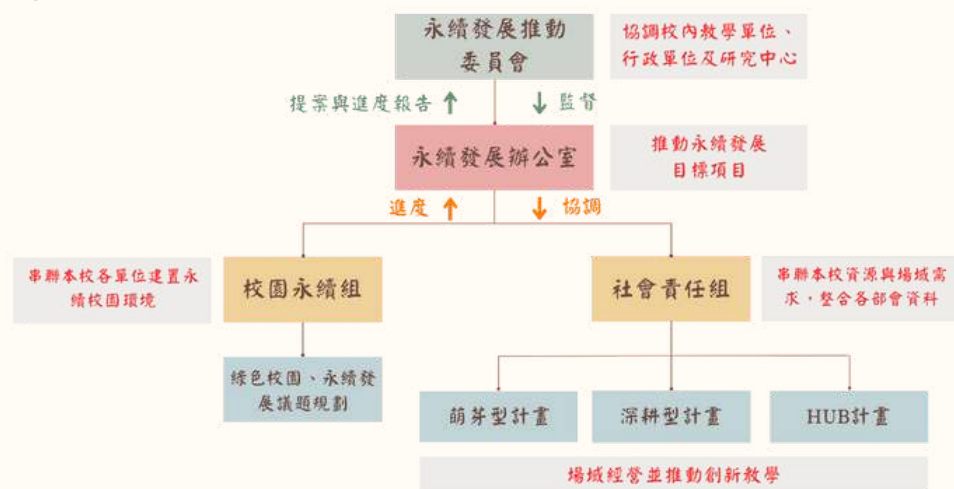 永續發展推動
委員會
協調校內教學單位、
行政單位及研究中心
提案與進度報告
監督
永續發展辦公室
推動永續發展
目標項目
進度
協調
串聯本校各單位建置永
續校園環境
校園永續組
社會責任組
串聯本校資源與場域需
求，整合各部會資料
綠色校園、永續發
展議題規劃
萌芽型計畫
深耕型計畫
HUB計畫
場域經營並推動創新教學